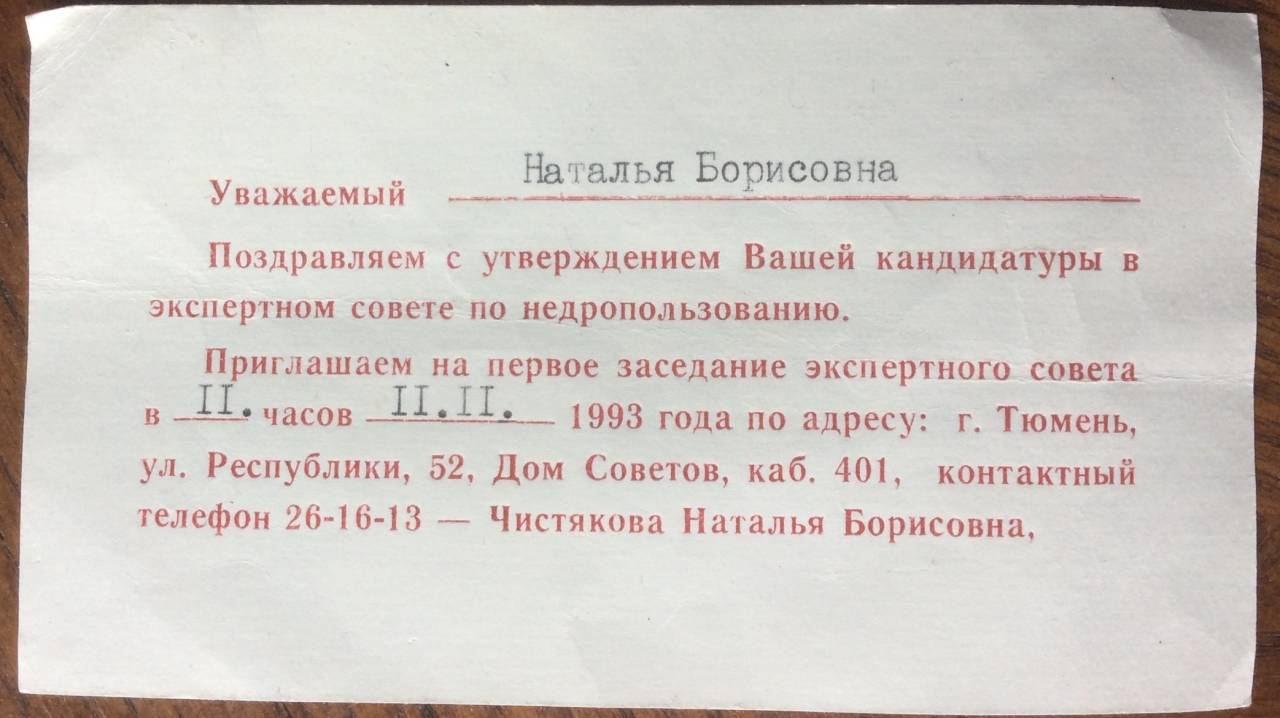 Уважаемый Наталья Борисовна
Поздравляем с утверждением Вашей кандидатуры в
экспертном совете по недропользованию.
Приглашаем на первое заседание экспертного совета
в II. часов II.II. 1993 года по адресу: г. Тюмень,
ул. Республики, 52, Дом Советов, каб. 401, контактный
телефон 26-16-13 — Чистякова Наталья Борисовна,